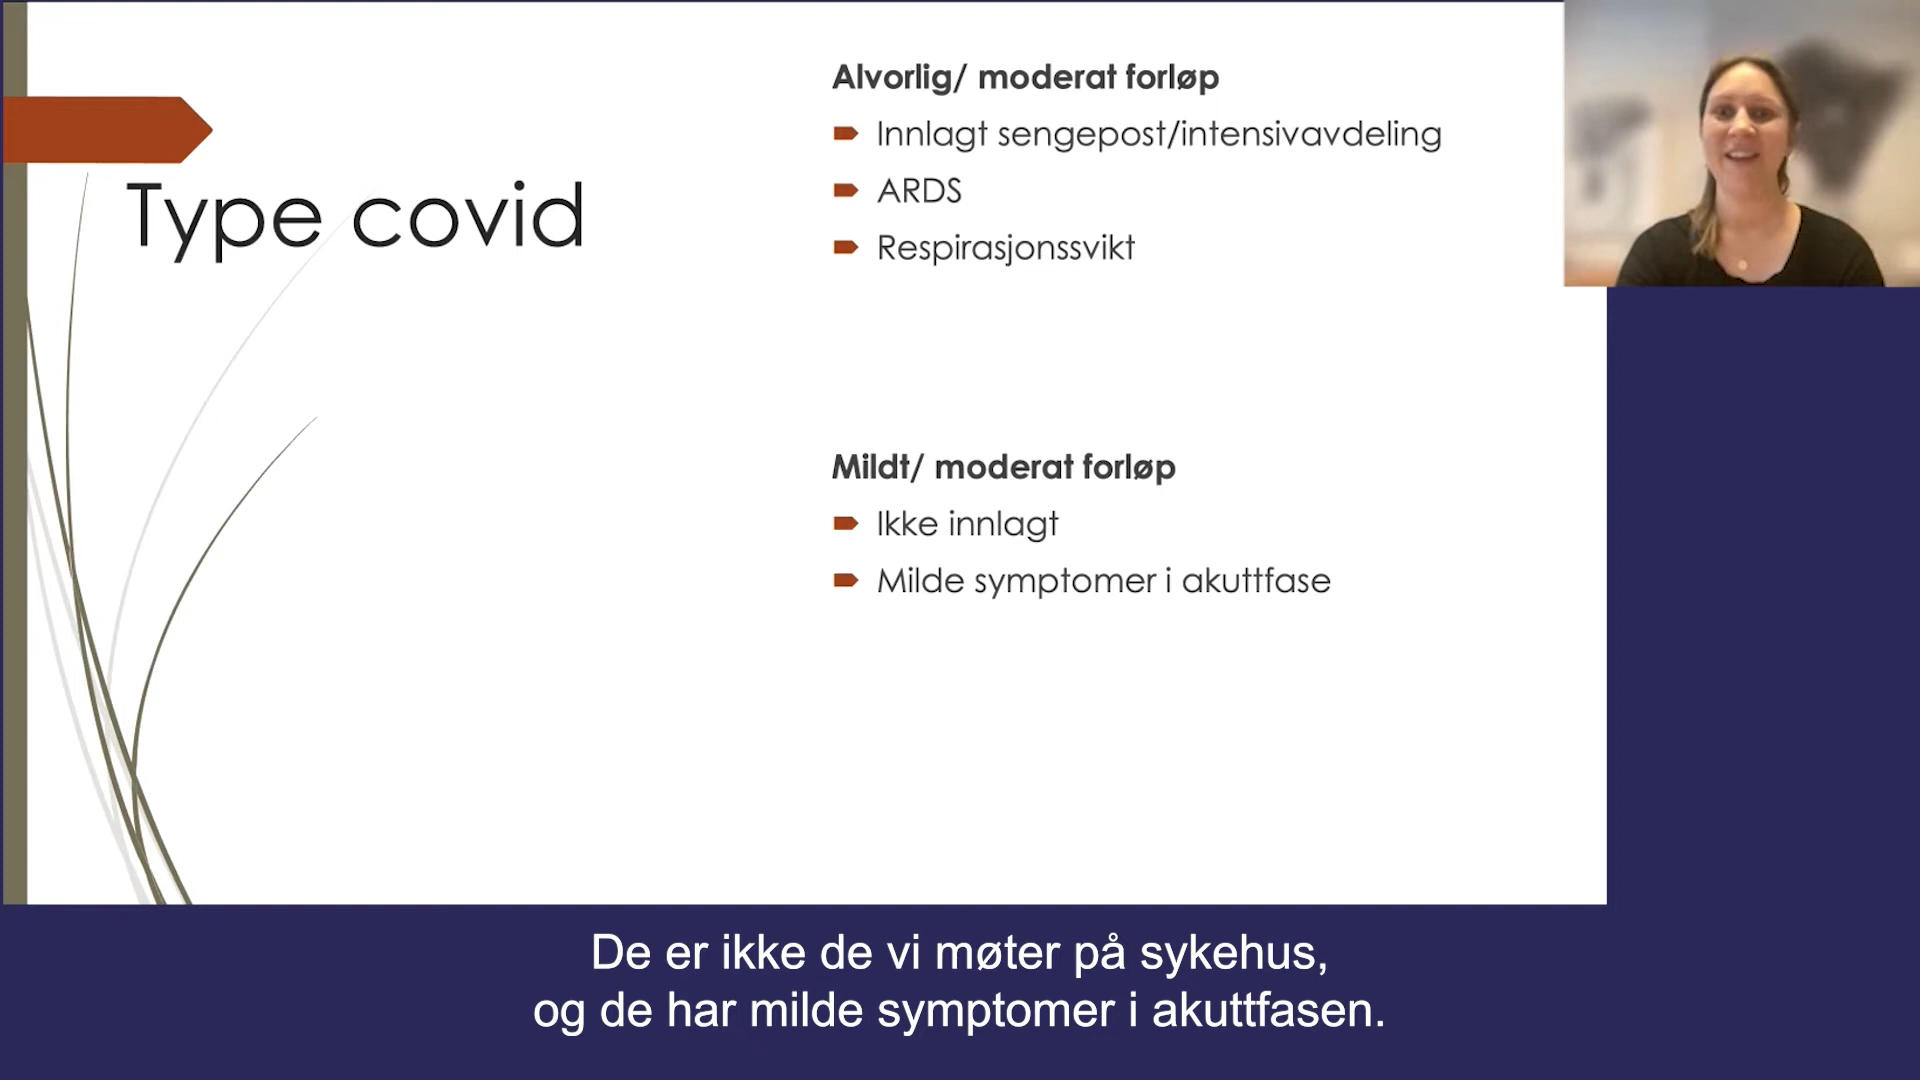 Type covid
Alvorlig/ moderat forløp
Innlagt sengepost/intensivavdeling
ARDS
Respirasjonssvikt
Mildt/ moderat forløp
Ikke innlagt
Milde symptomer i akuttfase
De er ikke de vi møter på sykehus,
og de har milde symptomer i akuttfasen.